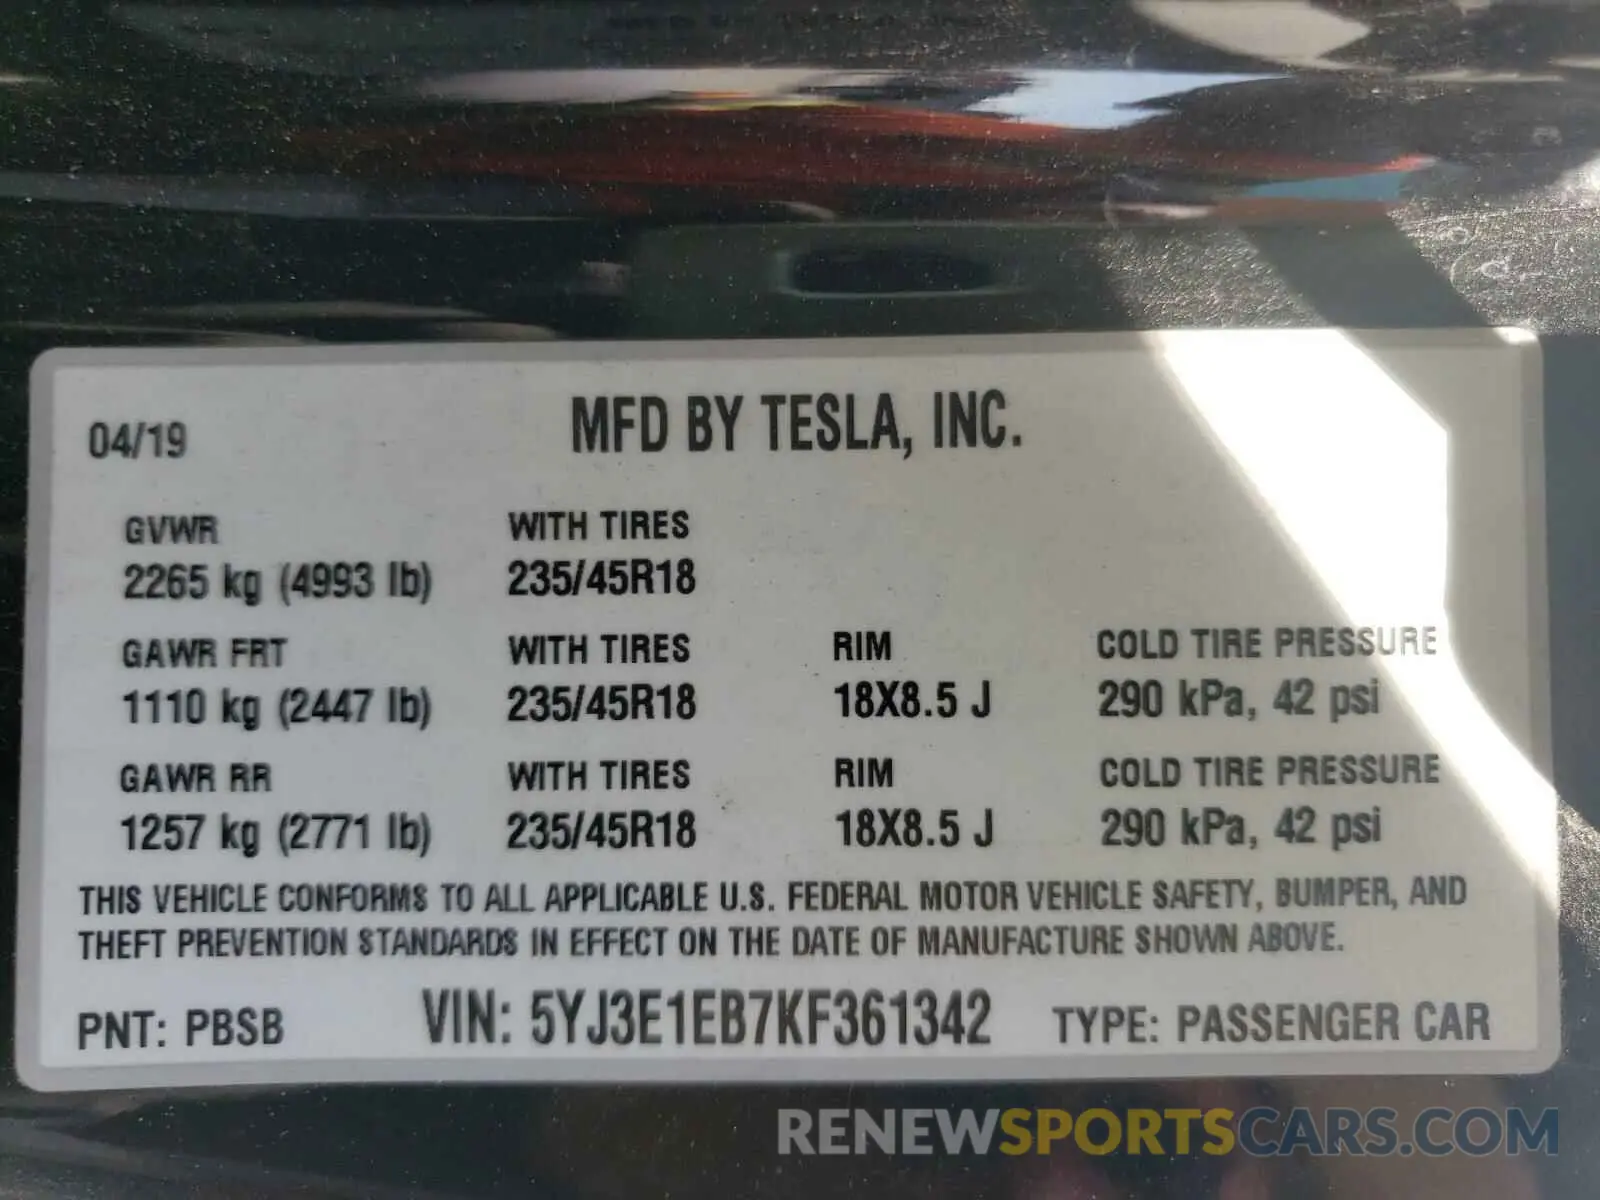 04/19 MFD BY TESLA, INC.
GVWR WITH TIRES
2265 kg (4993 lb) 235/45R18
GAWR FRT WITH TIRES RIM COLD TIRE PRESSURE
1110 kg (2447 lb) 235/45R18 18X8.5 J 290 kPa, 42 psi
GAWR RR WITH TIRES RIM COLD TIRE PRESSURE
1257 kg (2771 lb) 235/45R18 18X8.5 J 290 kPa, 42 psi
THIS VEHICLE CONFORMS TO ALL APPLICABLE U.S. FEDERAL MOTOR VEHICLE SAFETY, BUMPER, AND
THEFT PREVENTION STANDARDS IN EFFECT ON THE DATE OF MANUFACTURE SHOWN ABOVE.
PNT: PBSB VIN: 5YJ3E1EB7KF361342 TYPE: PASSENGER CAR
RENEWSPORTSCARS.COM